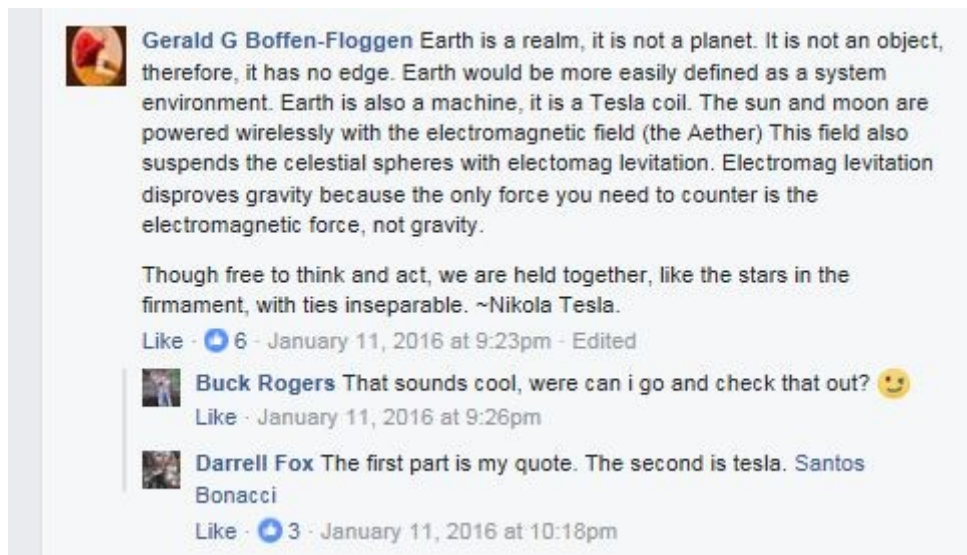 Gerald G Boffen-Floggen Earth is a realm, it is not a planet. It is not an object,
therefore, it has no edge. Earth would be more easily defined as a system
environment. Earth is also a machine, it is a Tesla coil. The sun and moon are
powered wirelessly with the electromagnetic field (the Aether) This field also
suspends the celestial spheres with electomag levitation. Electromag levitation
disproves gravity because the only force you need to counter is the
electromagnetic force, not gravity.
Though free to think and act, we are held together, like the stars in the
firmament, with ties inseparable. ~Nikola Tesla.
Like · 6 · January 11, 2016 at 9:23pm · Edited
Buck Rogers That sounds cool, were can i go and check that out? 😉
Like · January 11, 2016 at 9:26pm
Darrell Fox The first part is my quote. The second is tesla. Santos
Bonacci
Like · 3 · January 11, 2016 at 10:18pm